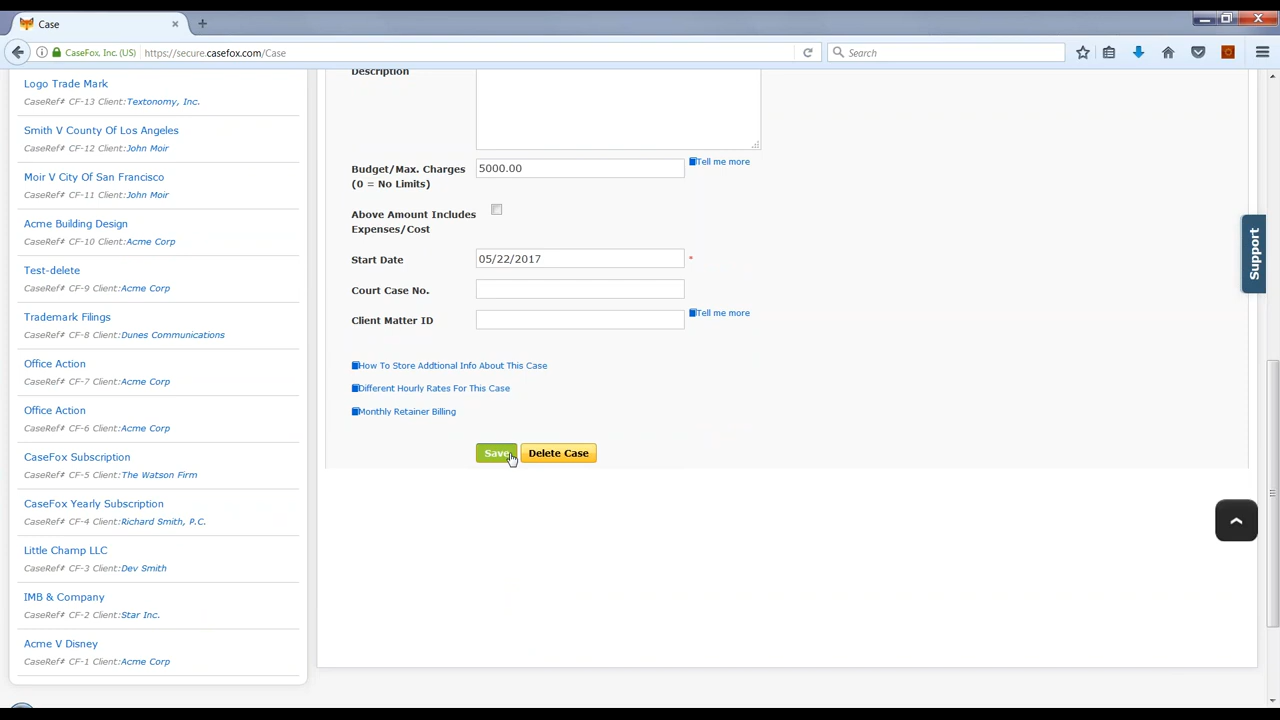 Case
CaseFox, Inc. (US)
https://secure.casefox.com/Case
Search
Logo Trade Mark
CaseRef# CF-13 Client:Textonomy, Inc.
Smith V County Of Los Angeles
CaseRef# CF-12 Client:John Moir
Moir V City Of San Francisco
CaseRef# CF-11 Client:John Moir
Acme Building Design
CaseRef# CF-10 Client:Acme Corp
Test-delete
CaseRef# CF-9 Client:Acme Corp
Trademark Filings
CaseRef# CF-8 Client:Dunes Communications
Office Action
CaseRef# CF-7 Client:Acme Corp
Office Action
CaseRef# CF-6 Client:Acme Corp
CaseFox Subscription
CaseRef# CF-5 Client:The Watson Firm
CaseFox Yearly Subscription
CaseRef# CF-4 Client:Richard Smith, P.C.
Little Champ LLC
CaseRef# CF-3 Client:Dev Smith
IMB & Company
CaseRef# CF-2 Client:Star Inc.
Acme V Disney
CaseRef# CF-1 Client:Acme Corp
Description
Budget/Max. Charges
(0 = No Limits)
5000.00
Tell me more
Above Amount Includes
Expenses/Cost
Start Date
05/22/2017
*
Court Case No.
Client Matter ID
Tell me more
How To Store Addtional Info About This Case
Different Hourly Rates For This Case
Monthly Retainer Billing
Save
Delete Case
Support